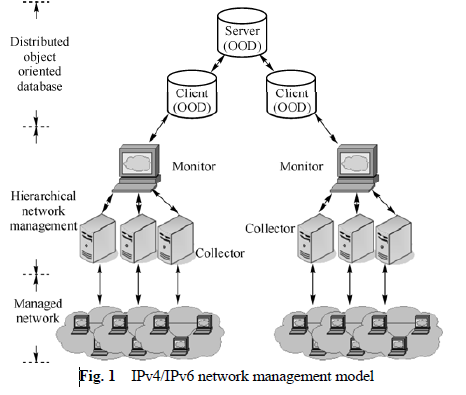 Server
(OOD)
Distributed
object
oriented
database
Client
(OOD)
Client
(OOD)
Monitor
Monitor
Hierarchical
network
management
Collector
Collector
Managed
network
Fig. 1 IPv4/IPv6 network management model